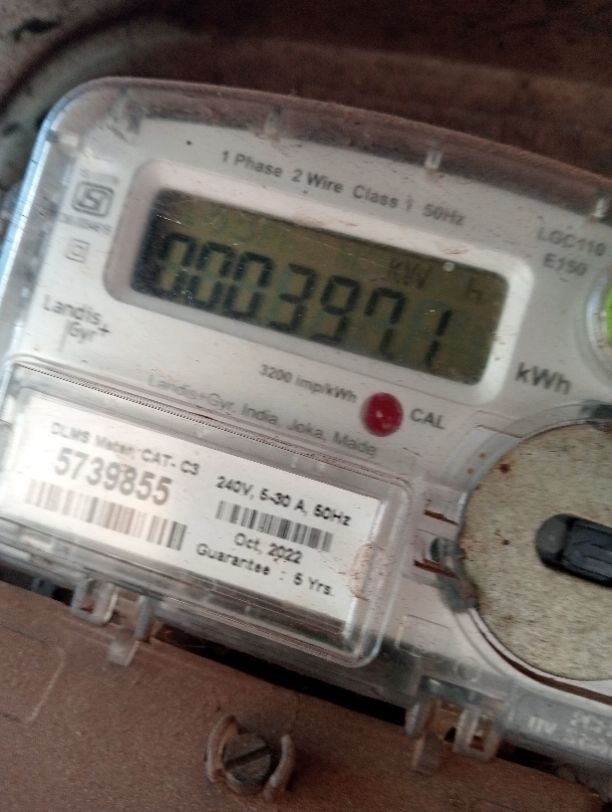 1 Phase 2 Wire Class 1 50Hz
LGC110
E150
kW h
0003971
kWh
Landis+
Gyr+
3200 imp/kWh
CAL
Landis+Gyr, India, Joka, Made
DLMS Meter, CAT- C3
5739855
240V, 5-30 A, 50Hz
Oct, 2022
Guarantee : 5 Yrs.